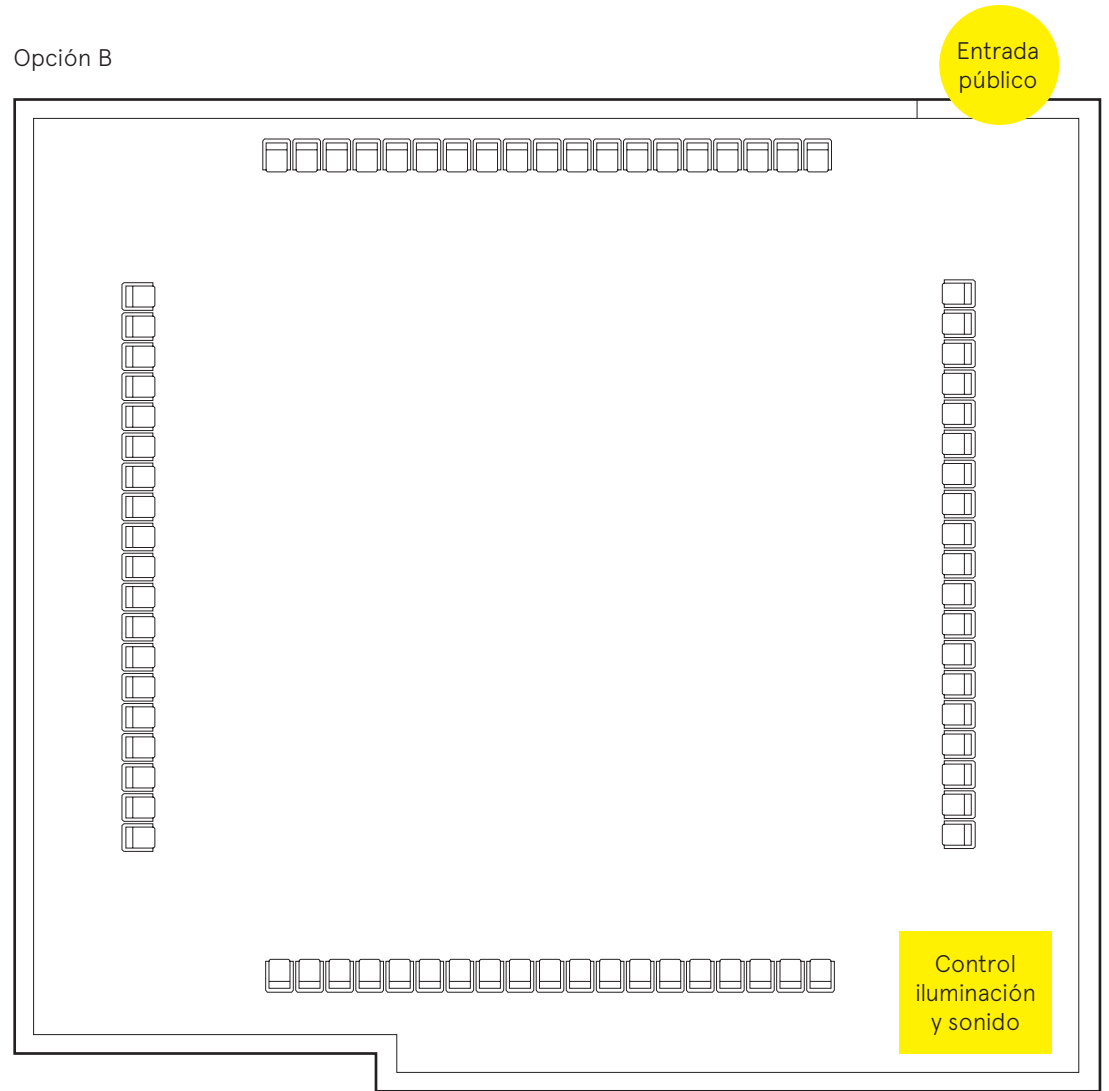 Opción B
Entrada
público
Control
iluminación
y sonido